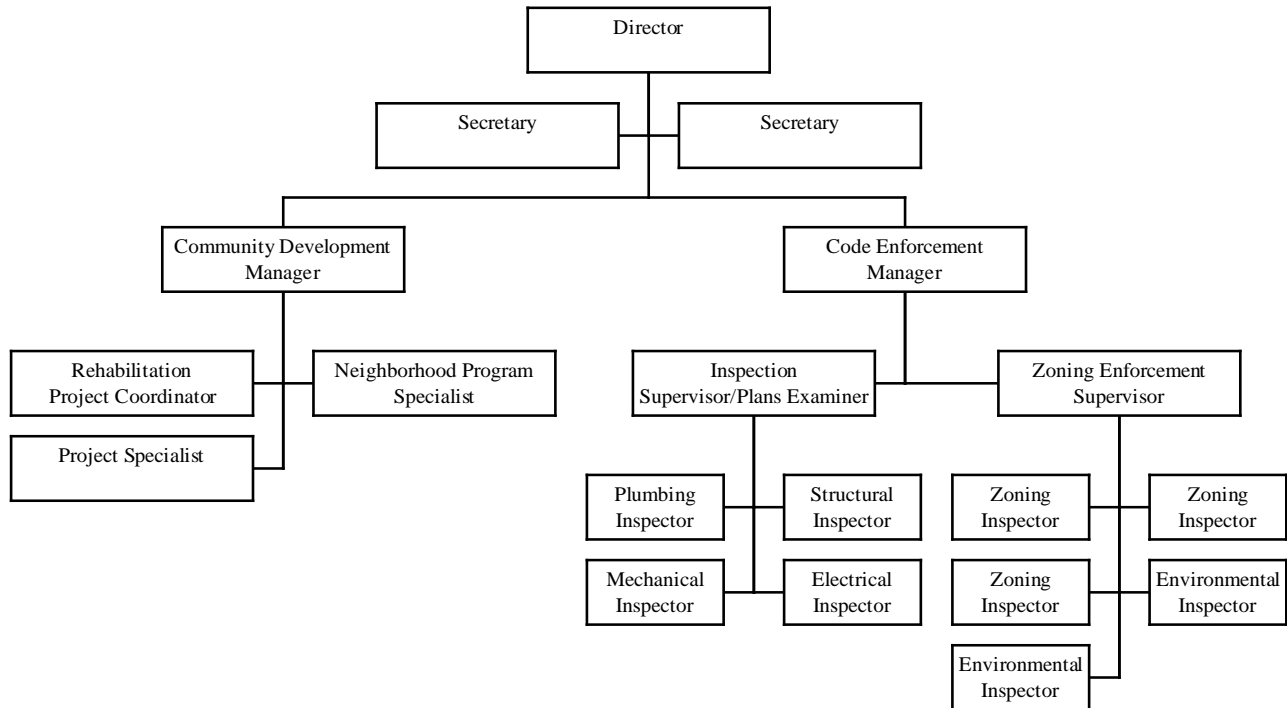 Director
Secretary
Secretary
Community Development
Manager
Code Enforcement
Manager
Rehabilitation
Project Coordinator
Neighborhood Program
Specialist
Inspection
Supervisor/Plans Examiner
Zoning Enforcement
Supervisor
Project Specialist
Plumbing
Inspector
Structural
Inspector
Zoning
Inspector
Zoning
Inspector
Mechanical
Inspector
Electrical
Inspector
Zoning
Inspector
Environmental
Inspector
Environmental
Inspector